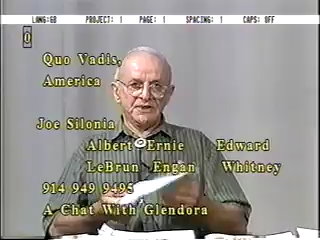 LANG:GB PROJECT: 1 PAGE: 1 SPACING: 1 CAPS: OFF
0
Quo Vadis,
America
Joe Silonia
Albert Ernie Edward
LeBrun Engan Whitney
914 949 9495
A Chat With Glendora